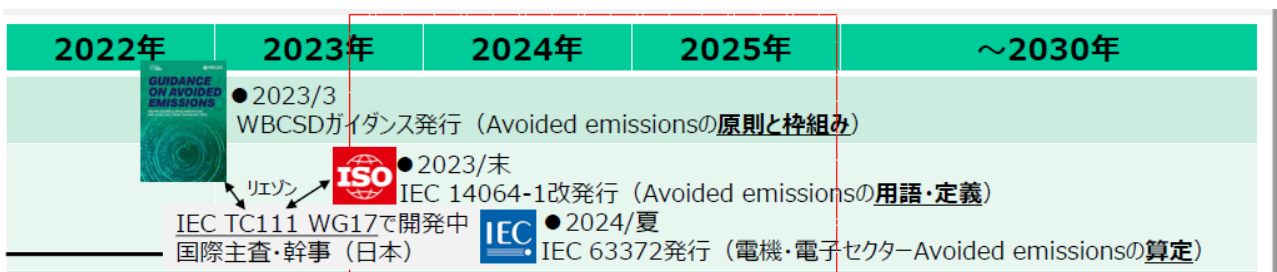 2022年 2023年 2024年 2025年 ～2030年
GUIDANCE
ON AVOIDED
EMISSIONS
●2023/3
WBCSDガイダンス発行（Avoided emissionsの原則と枠組み）
ISO
●2023/末
リエゾン
IEC 14064-1改発行（Avoided emissionsの用語・定義）
IEC TC111 WG17で開発中
国際主査・幹事（日本）
IEC
●2024/夏
IEC 63372発行（電機・電子セクターAvoided emissionsの算定）